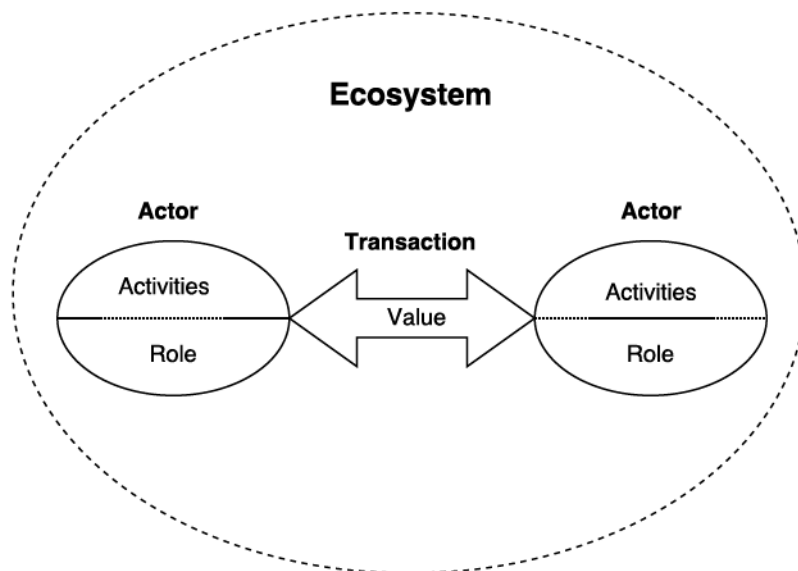 Ecosystem
Actor
Actor
Transaction
Activities
Activities
Value
Role
Role